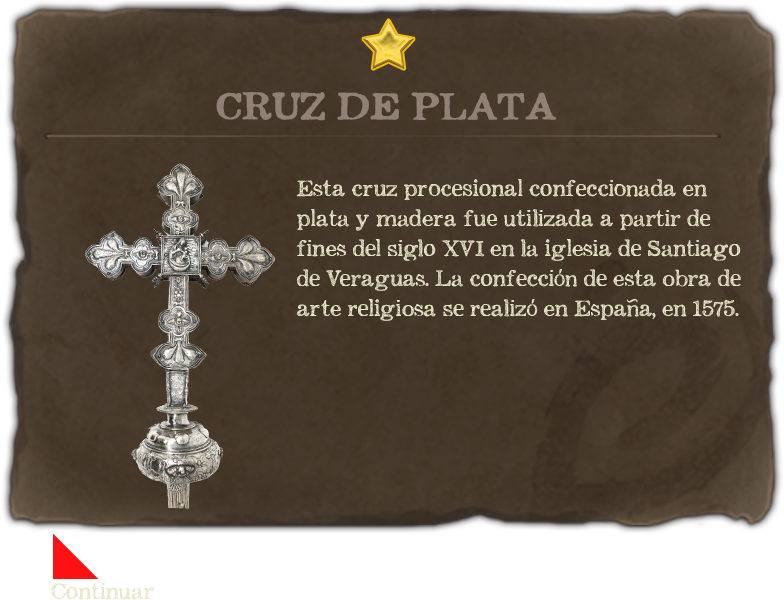 CRUZ DE PLATA
Esta cruz procesional confeccionada en
plata y madera fue utilizada a partir de
fines del siglo XVI en la iglesia de Santiago
de Veraguas. La confección de esta obra de
arte religiosa se realizó en España, en 1575.
Continuar